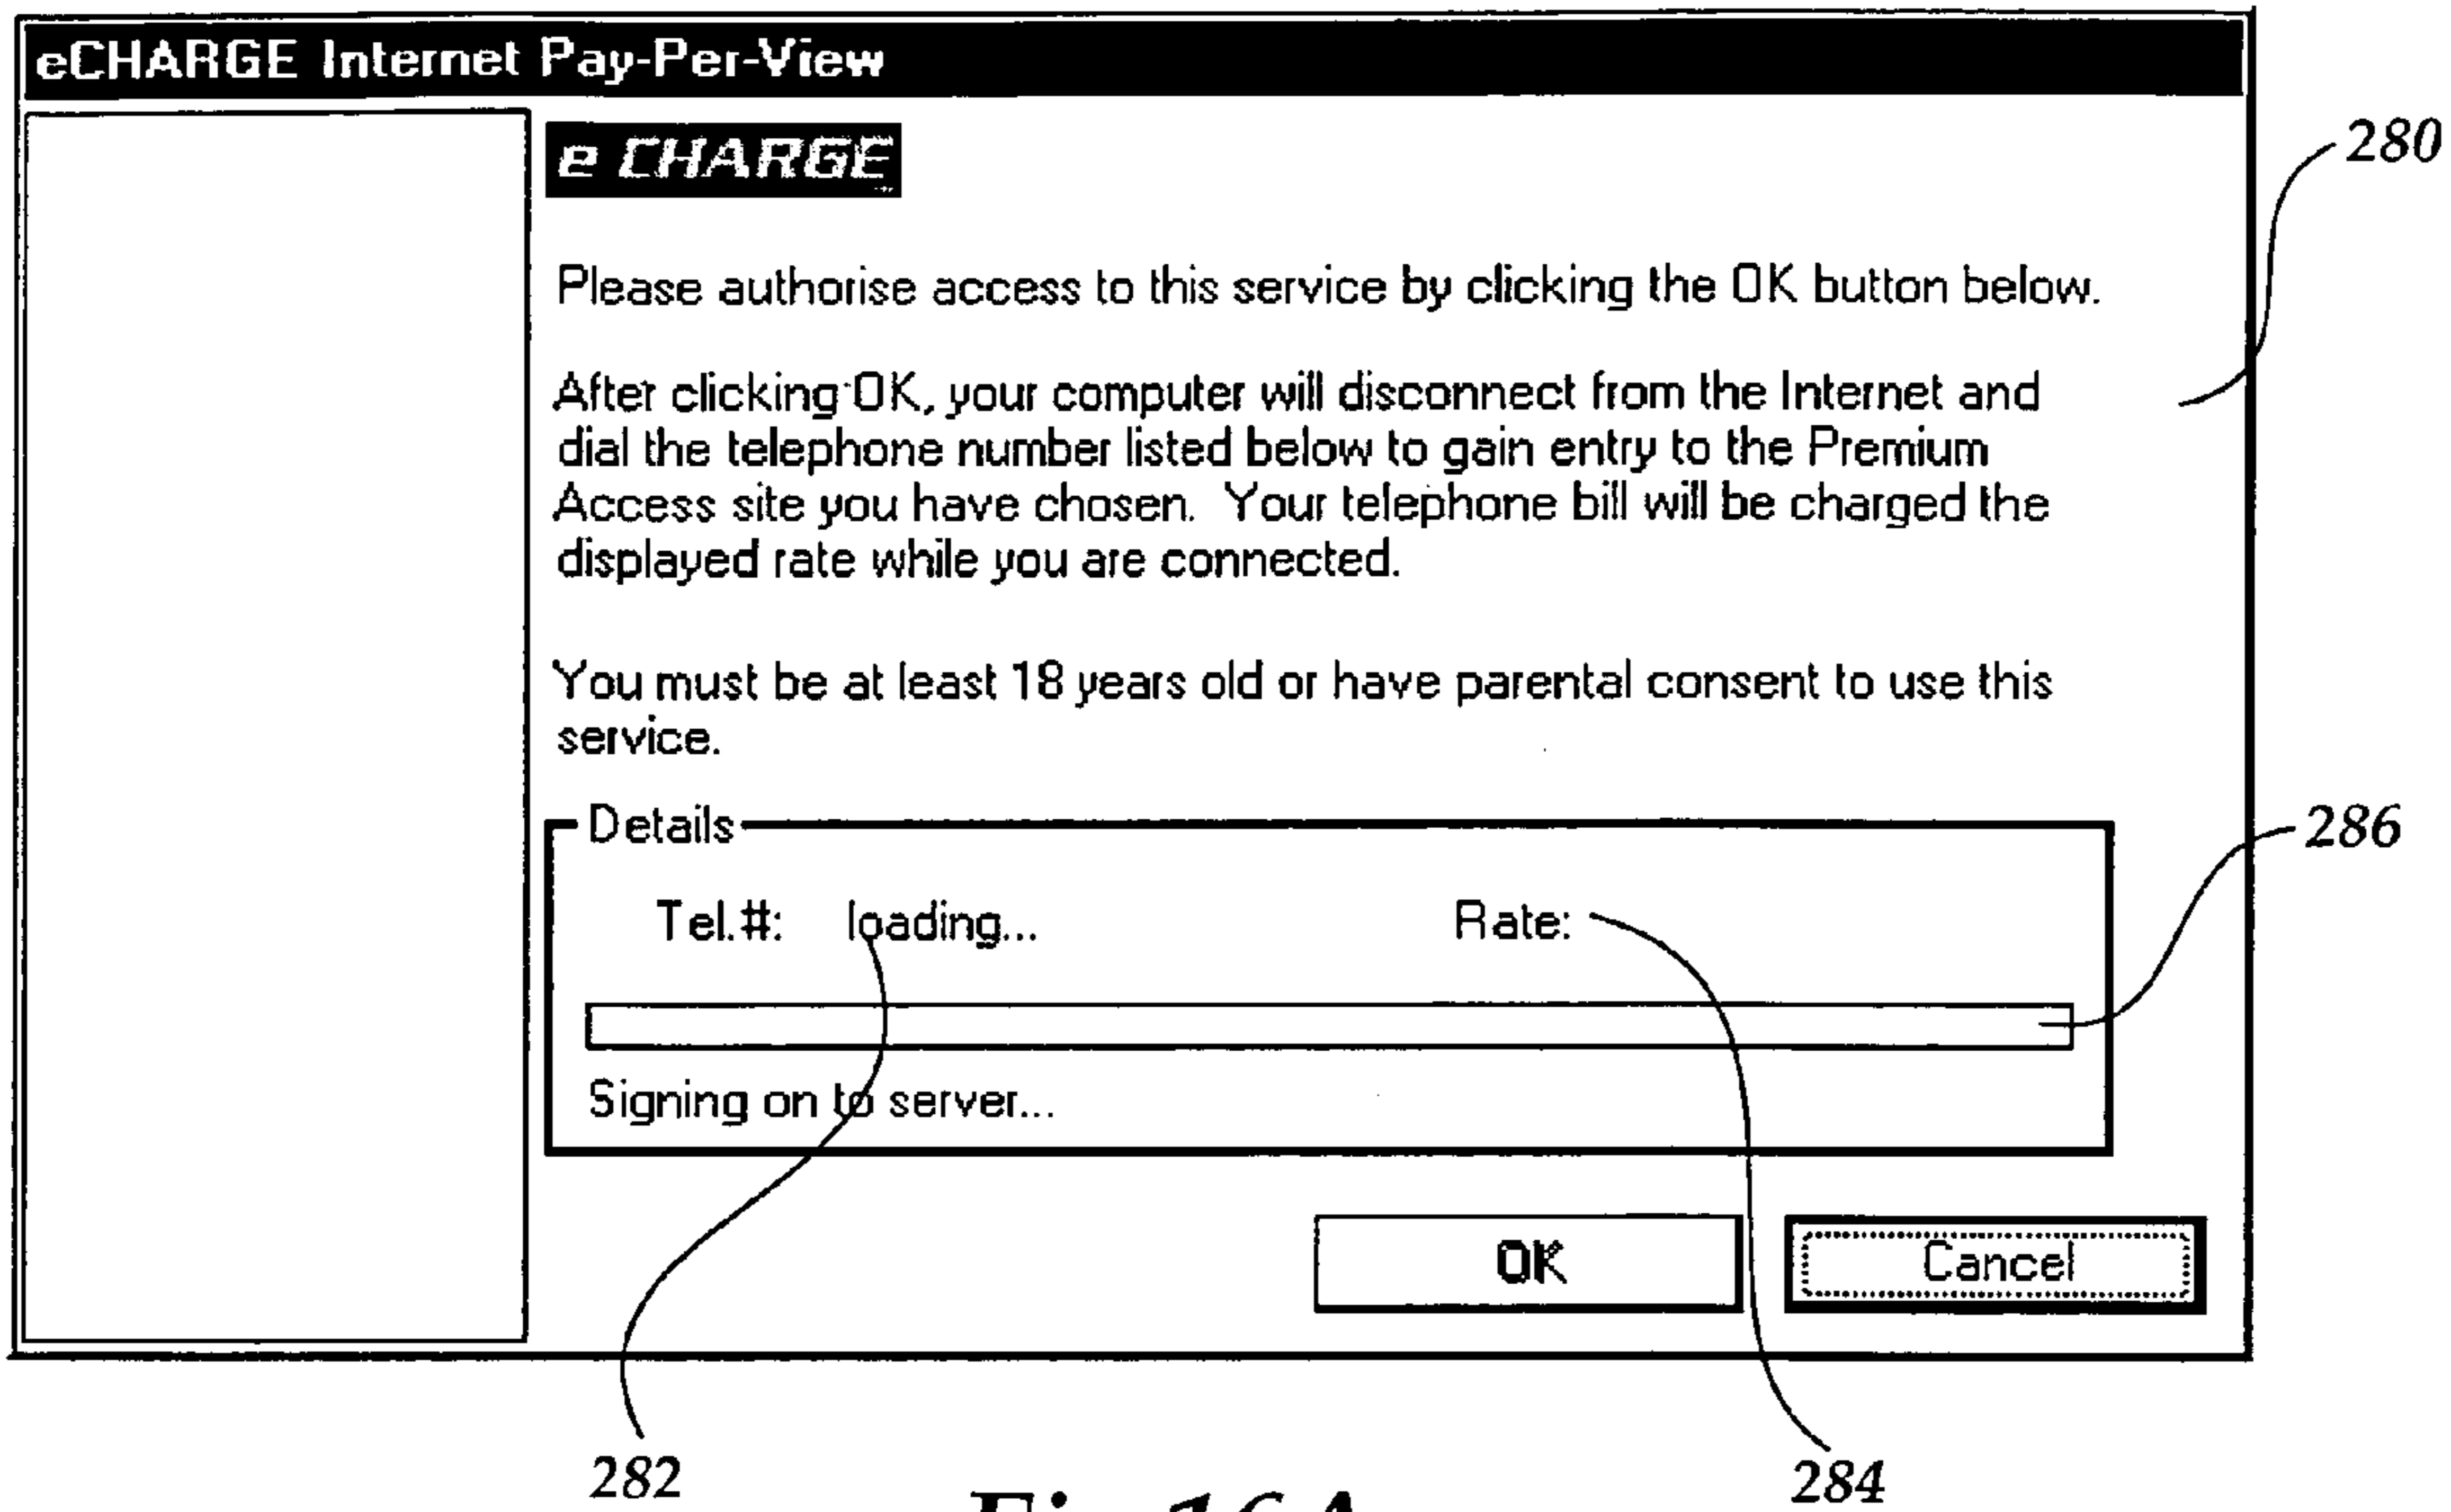 eCHARGE Internet Pay-Per-View
e CHARGE
280
Please authorise access to this service by clicking the OK button below.
After clicking OK, your computer will disconnect from the Internet and
dial the telephone number listed below to gain entry to the Premium
Access site you have chosen. Your telephone bill will be charged the
displayed rate while you are connected.
You must be at least 18 years old or have parental consent to use this
service.
Details
286
Tel.#: loading... Rate:
Signing on to server...
OK Cancel
282 284
Fig. 16A